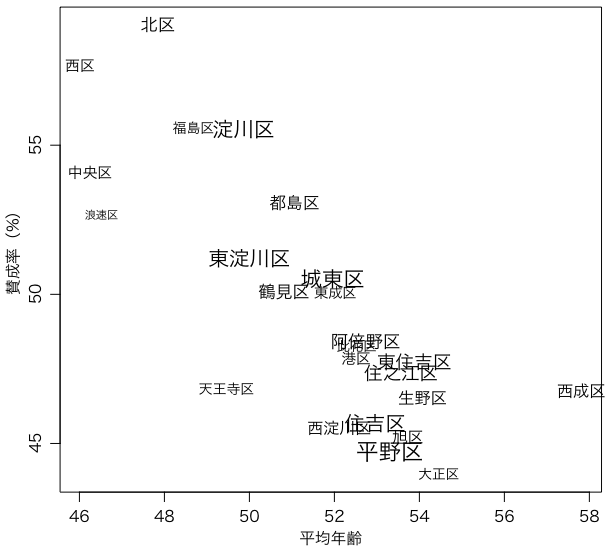 北区
西区
福島区
淀川区
55
中央区
都島区
浪速区
東淀川区
城東区
50
鶴見区
東成区
阿倍野区
此花区
港区
東住吉区
住之江区
天王寺区
西成区
生野区
住吉区
西淀川区
旭区
45
平野区
大正区
賛成率（%）
46 48 50 52 54 56 58
平均年齢